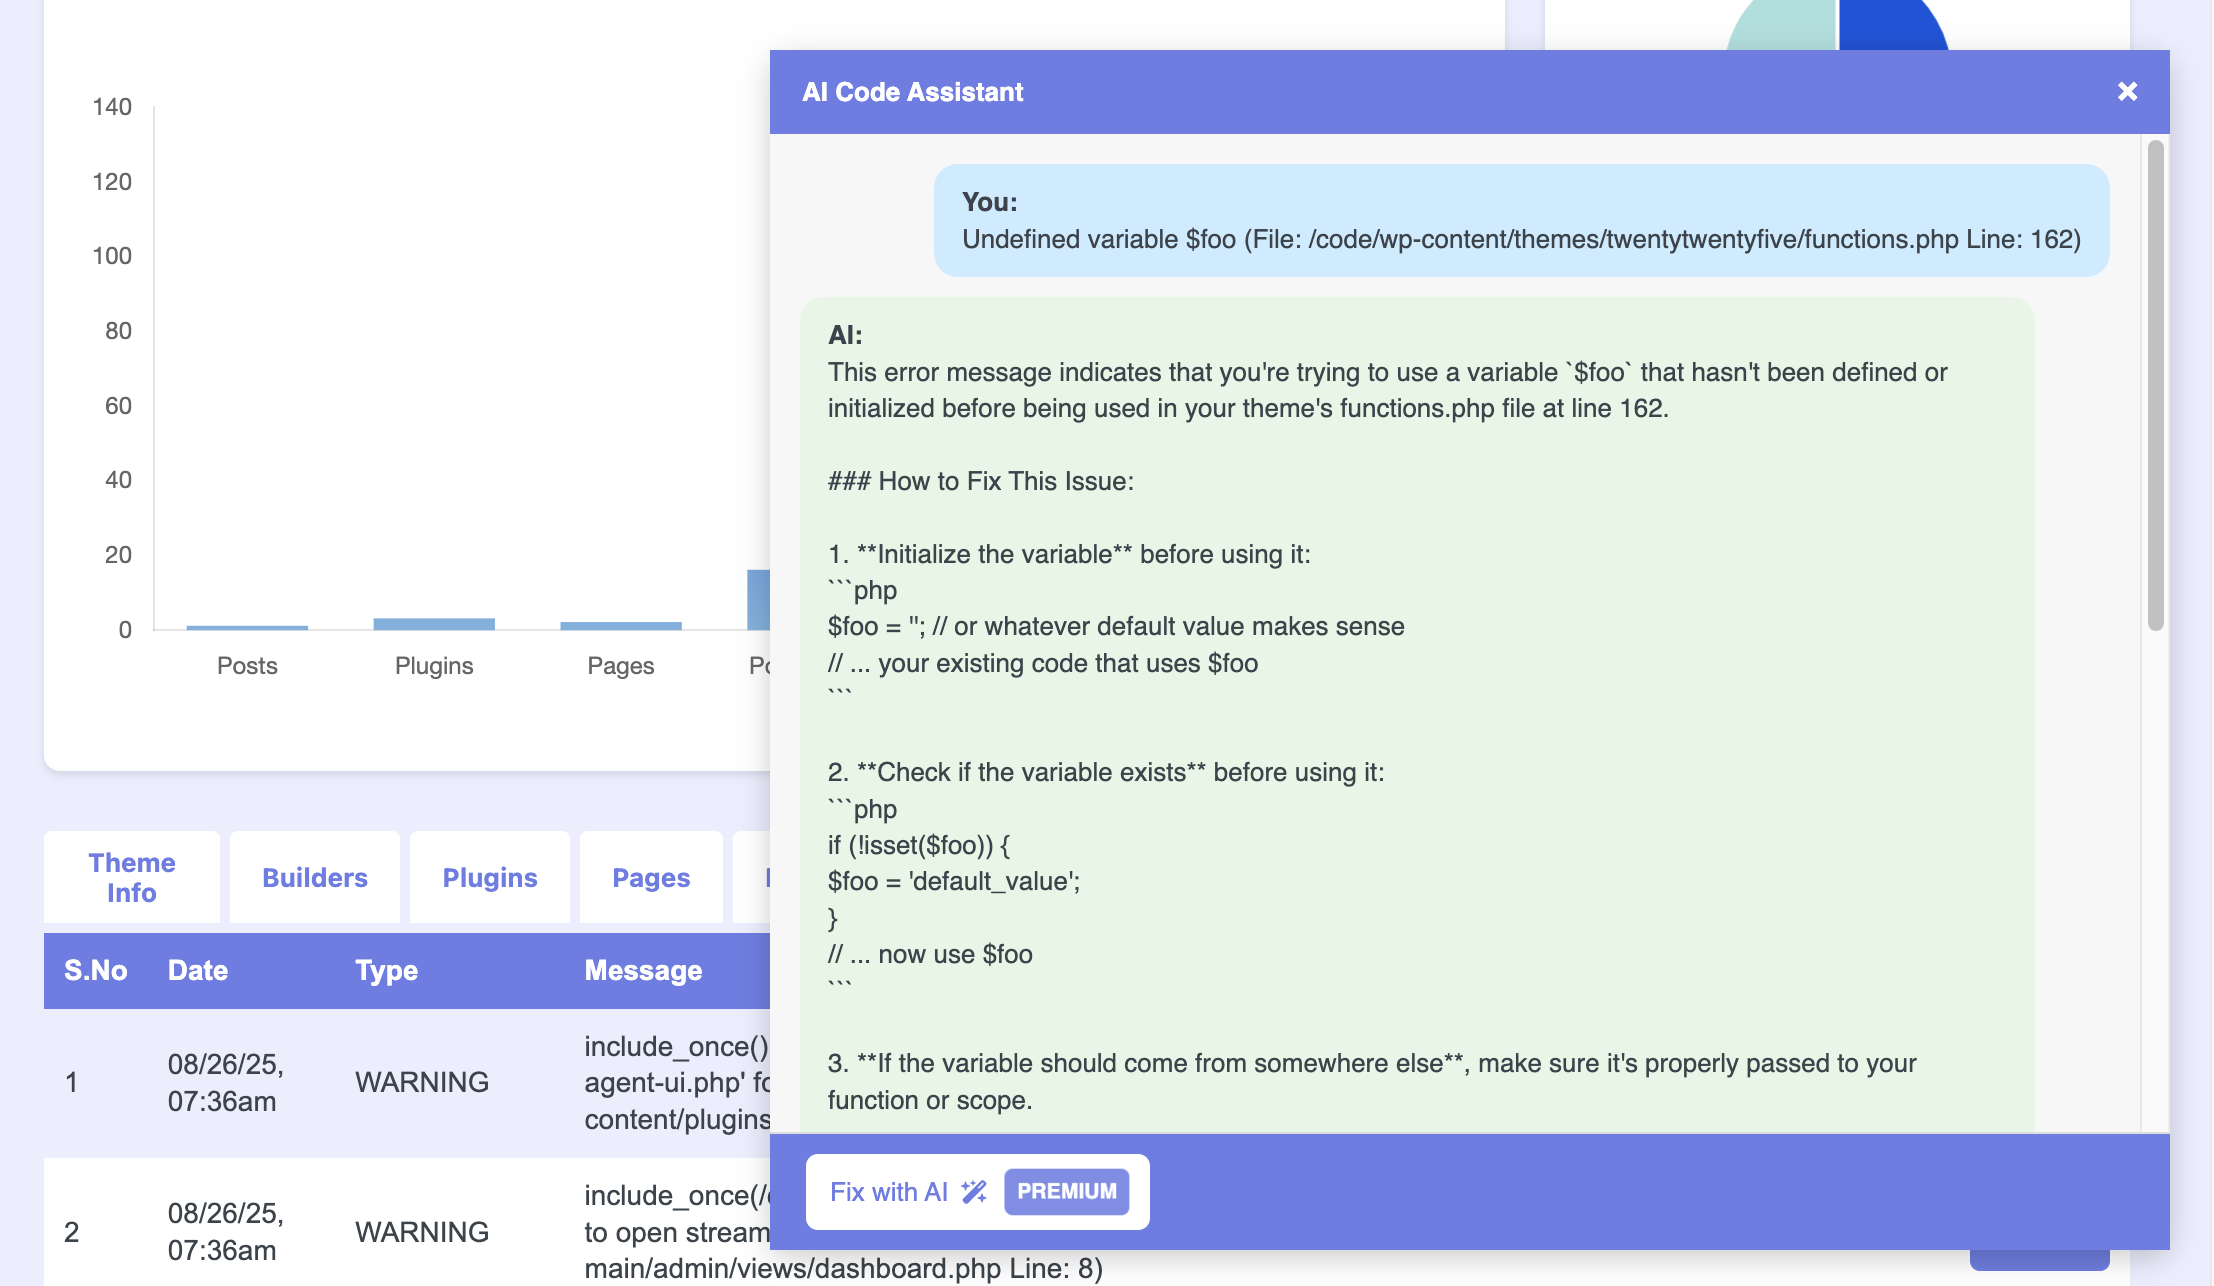 140
120
100
80
60
40
20
0
Posts
Plugins
Pages
Theme
Info
Builders
Plugins
Pages
S.No
Date
Type
Message
1
08/26/25,
07:36am
WARNING
include_once()
agent-ui.php'
content/plugins
2
08/26/25,
07:36am
WARNING
include_once(/
to open stream
main/admin/views/dashboard.php Line: 8)
AI Code Assistant
You:
Undefined variable $foo (File: /code/wp-content/themes/twentytwentyfive/functions.php Line: 162)
AI:
This error message indicates that you're trying to use a variable `$foo` that hasn't been defined or
initialized before being used in your theme's functions.php file at line 162.
### How to Fix This Issue:
1. **Initialize the variable** before using it:
```php
$foo = ''; // or whatever default value makes sense
// ... your existing code that uses $foo
```
2. **Check if the variable exists** before using it:
```php
if (!isset($foo)) {
$foo = 'default_value';
}
// ... now use $foo
```
3. **If the variable should come from somewhere else**, make sure it's properly passed to your
function or scope.
Fix with AI
PREMIUM